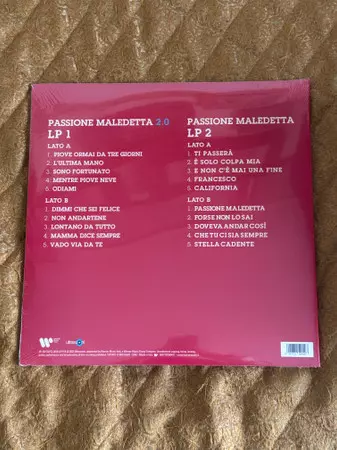 PASSIONE MALEDETTA 2.0
LP 1
LATO A
1. PIOVE ORMAI DA TRE GIORNI
2. L'ULTIMA MANO
3. SONO FORTUNATO
4. MENTRE PIOVE NEVE
5. ODIAMI
LATO B
1. DIMMI CHE SEI FELICE
2. NON ANDARTENE
3. LONTANO DA TUTTO
4. MAMMA DICE SEMPRE
5. VADO VIA DA TE
PASSIONE MALEDETTA
LP 2
LATO A
1. TI PASSERÀ
2. È SOLO COLPA MIA
3. E NON C'È MAI UNA FINE
4. FRANCESCO
5. CALIFORNIA
LATO B
1. PASSIONE MALEDETTA
2. FORSE NON LO SAI
3. DOVEVA ANDARE COSÌ
4. CHE TU CI SIA SEMPRE
5. STELLA CADENTE